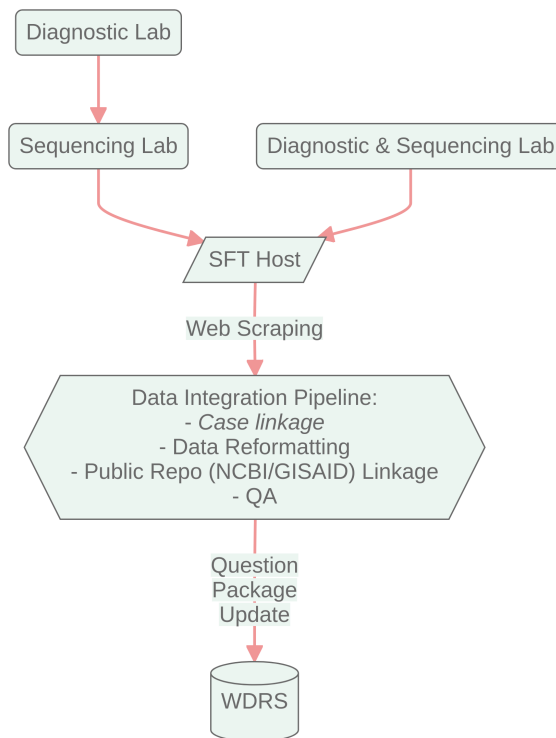 Diagnostic Lab
Sequencing Lab
Diagnostic & Sequencing Lab
SFT Host
Web Scraping
Data Integration Pipeline:
- Case linkage
- Data Reformatting
- Public Repo (NCBI/GISAID) Linkage
- QA
Question
Package
Update
WDRS